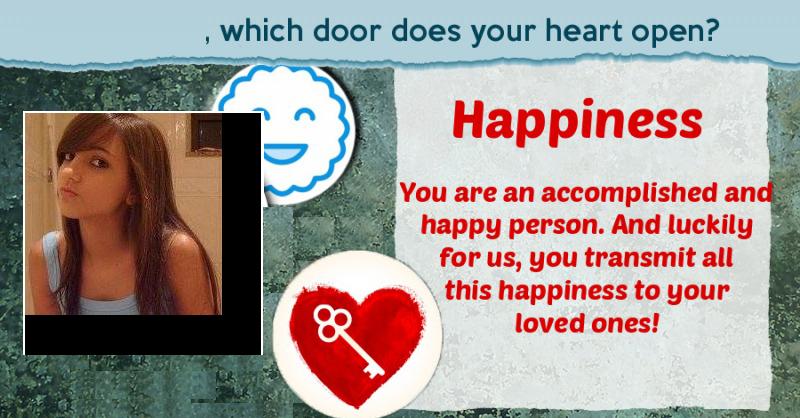 , which door does your heart open?
Happiness
You are an accomplished and
happy person. And luckily
for us, you transmit all
this happiness to your
loved ones!